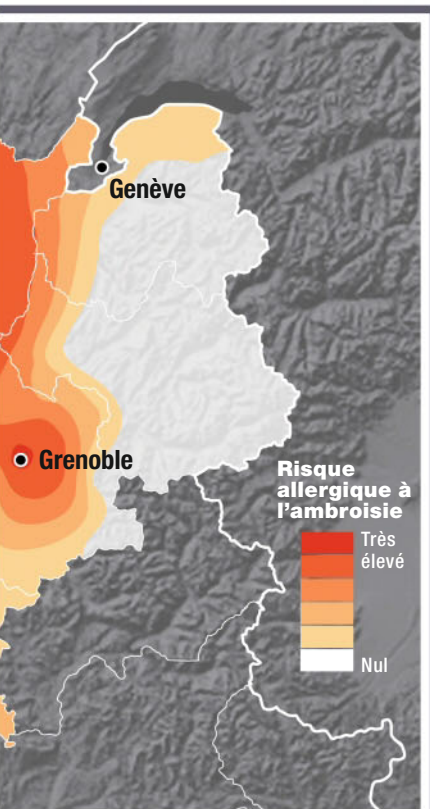 Genève
Grenoble
Risque
allergique à
l'ambroisie
Très
élevé
Nul